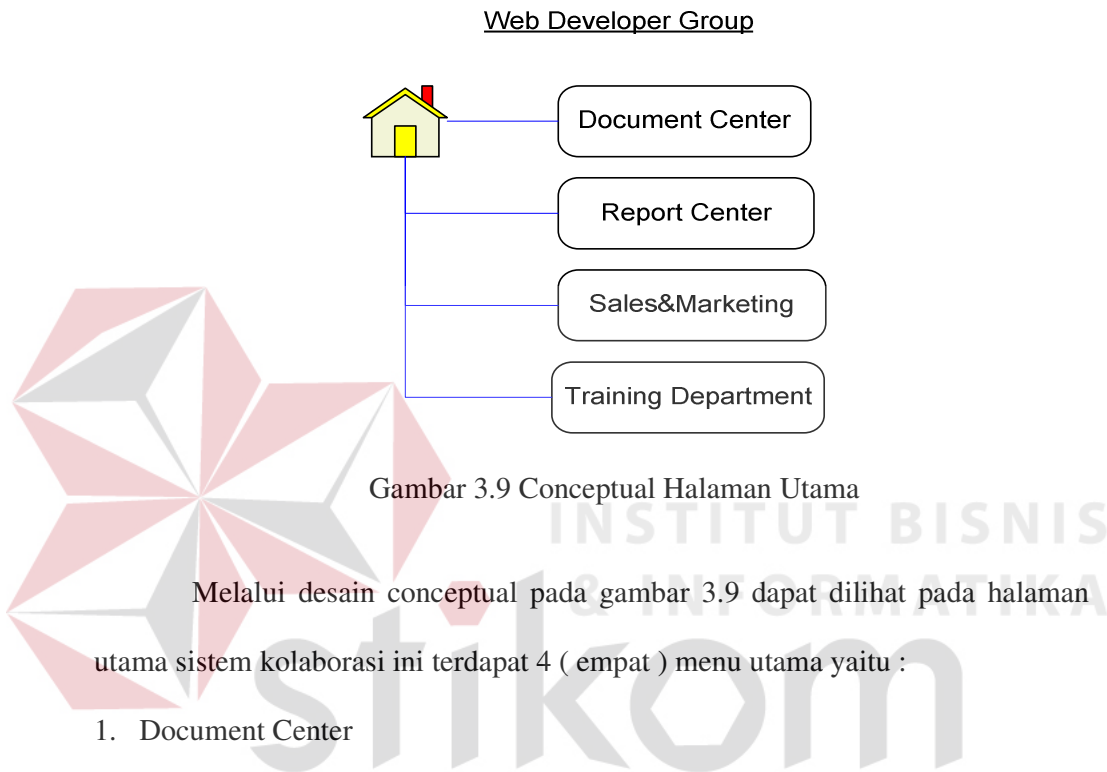 Web Developer Group
Document Center
Report Center
Sales&Marketing
Training Department
Gambar 3.9 Conceptual Halaman Utama
INSTITUT BISNIS
& INFORMATIKA
stikom
Melalui desain conceptual pada gambar 3.9 dapat dilihat pada halaman
utama sistem kolaborasi ini terdapat 4 ( empat ) menu utama yaitu :
1. Document Center